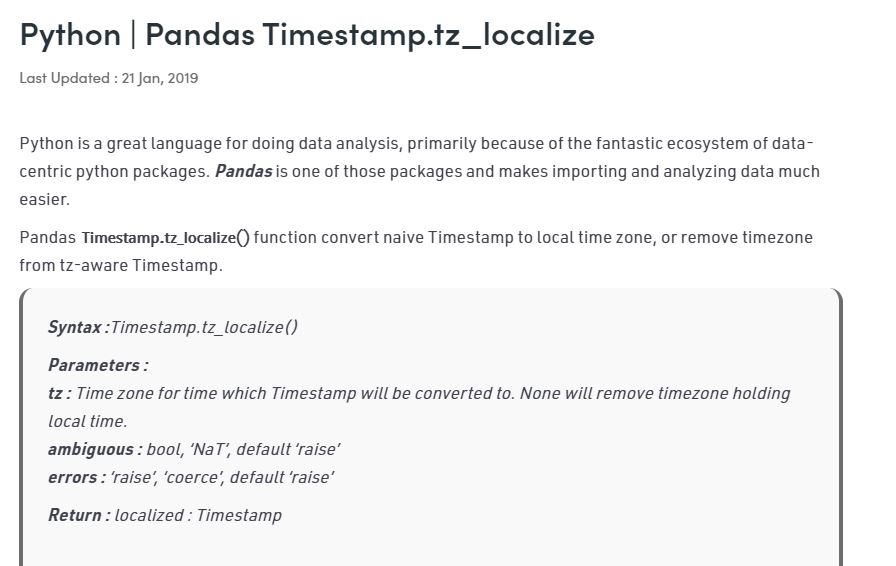 Python | Pandas Timestamp.tz_localize
Last Updated : 21 Jan, 2019
Python is a great language for doing data analysis, primarily because of the fantastic ecosystem of data-
centric python packages. Pandas is one of those packages and makes importing and analyzing data much
easier.
Pandas Timestamp.tz_localize() function convert naive Timestamp to local time zone, or remove timezone
from tz-aware Timestamp.
Syntax :Timestamp.tz_localize()
Parameters :
tz : Time zone for time which Timestamp will be converted to. None will remove timezone holding
local time.
ambiguous : bool, ‘NaT’, default ‘raise’
errors : ‘raise’, ‘coerce’, default ‘raise’
Return : localized : Timestamp